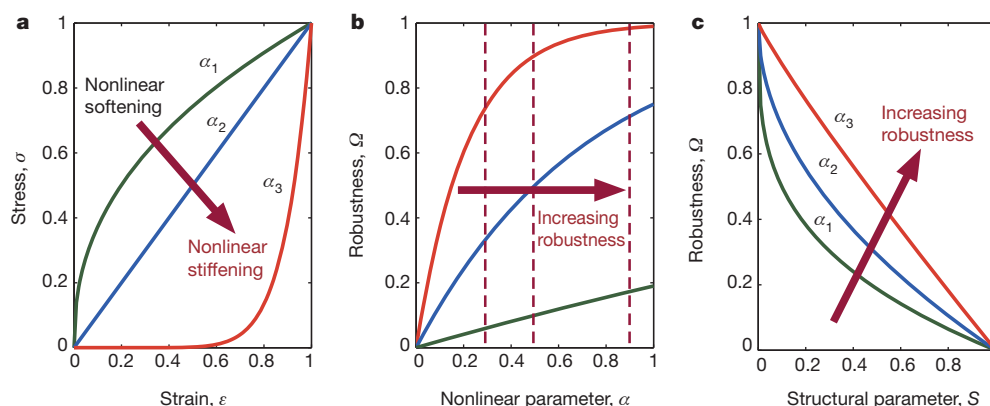 a
Stress, σ
1
0.8
0.6
0.4
0.2
0
0.2
0.4
0.6
0.8
1
Strain, ε
Nonlinear
softening
α1
α2
α3
Nonlinear
stiffening
b
Robustness, Ω
1
0.8
0.6
0.4
0.2
0
0
0.2
0.4
0.6
0.8
1
Nonlinear parameter, α
Increasing
robustness
c
Robustness, Ω
1
0.8
0.6
0.4
0.2
0
0
0.2
0.4
0.6
0.8
Structural parameter, S
α3
α2
α1
Increasing
robustness